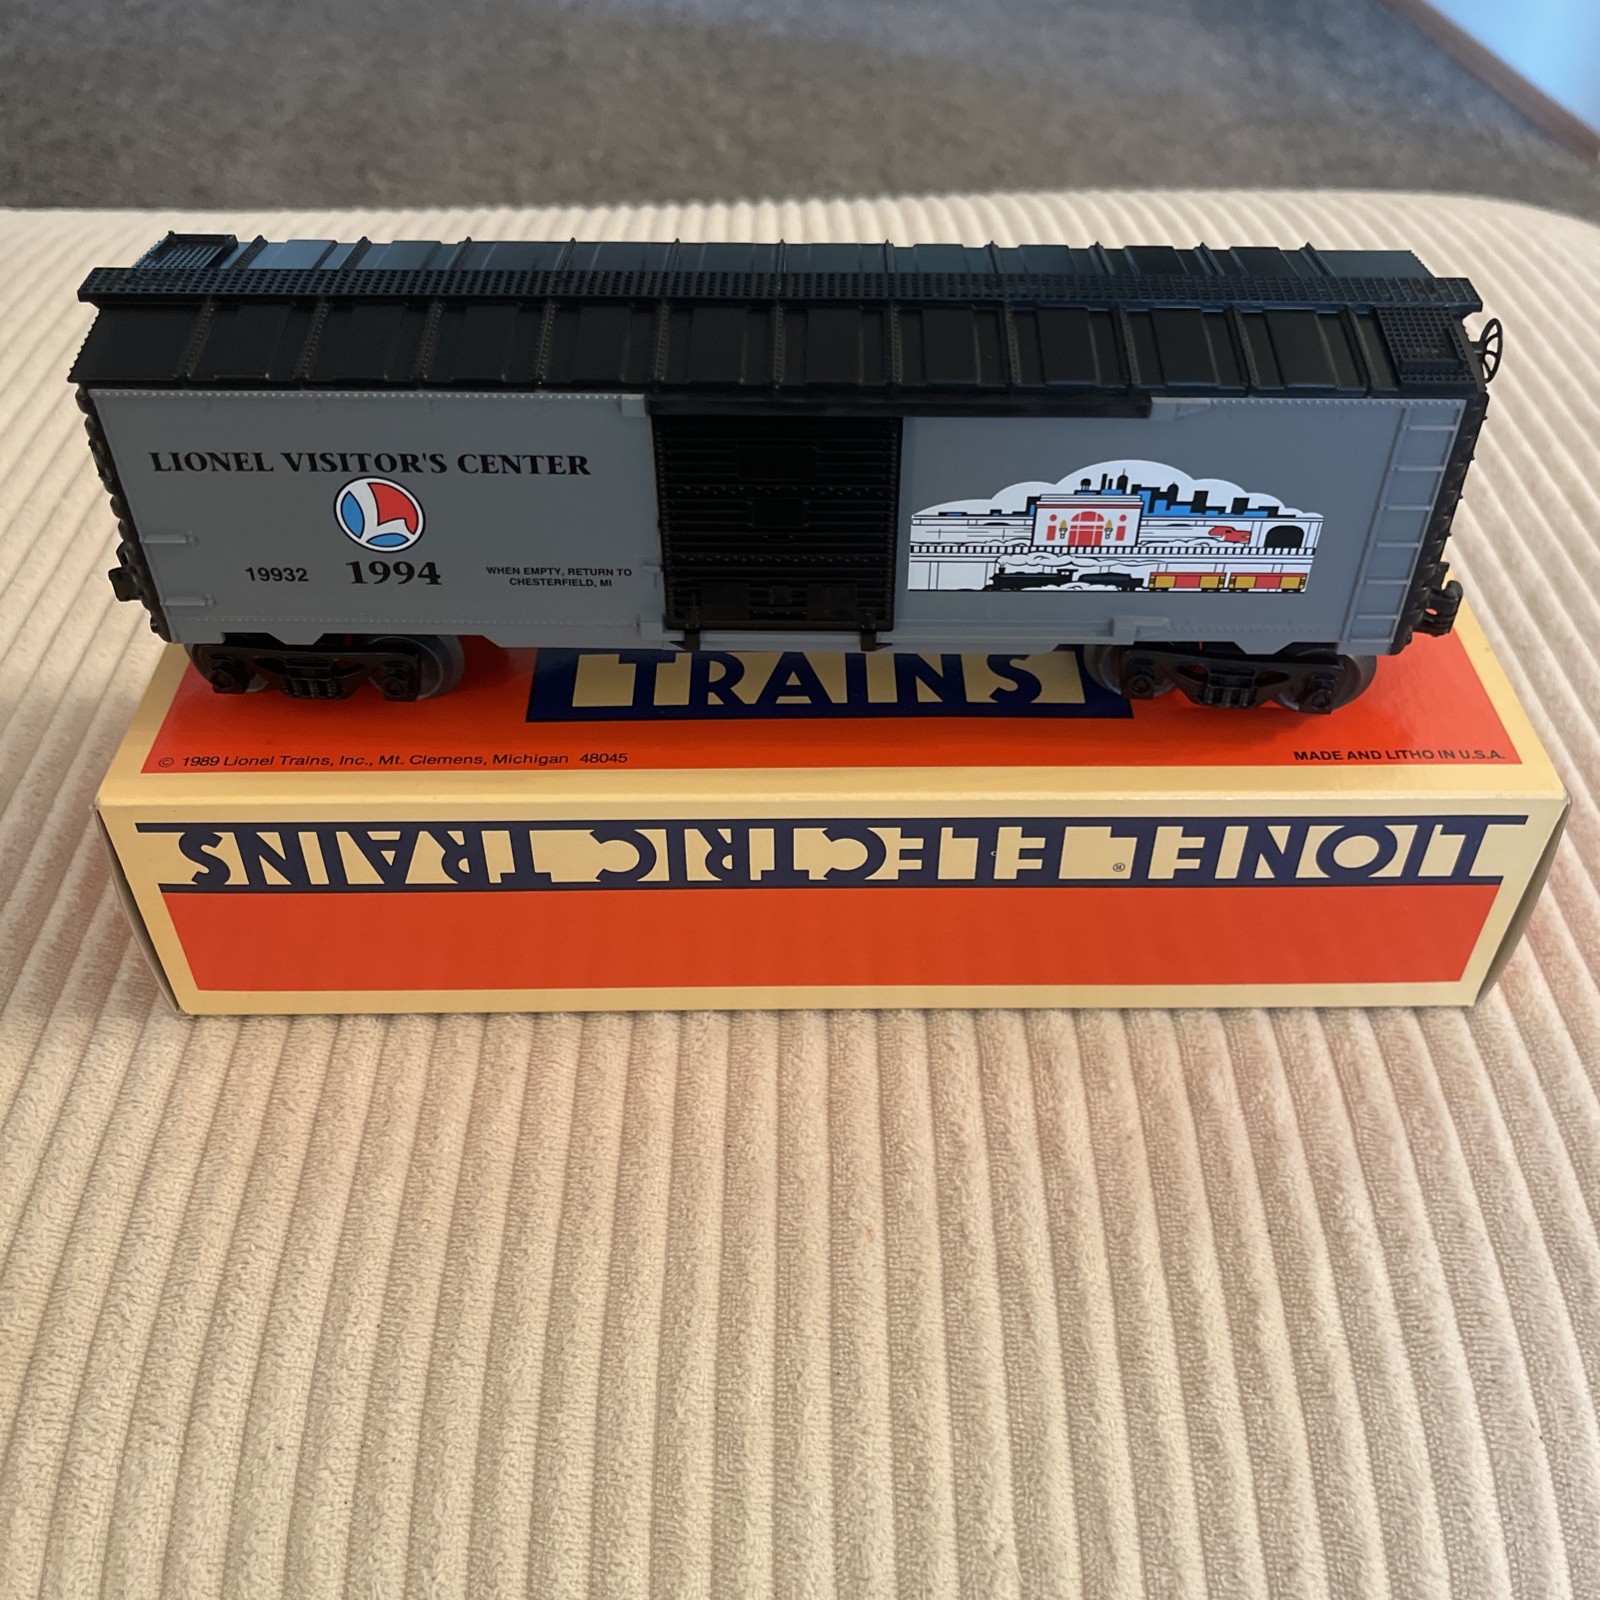 LIONEL VISITOR'S CENTER
L
19932
1994
WHEN EMPTY, RETURN TO
CHESTERFIELD, MI
TRAINS
© 1989 Lionel Trains, Inc., Mt. Clemens, Michigan 48045
MADE AND LITHO IN U.S.A.
LIONEL® ELECTRIC TRAINS